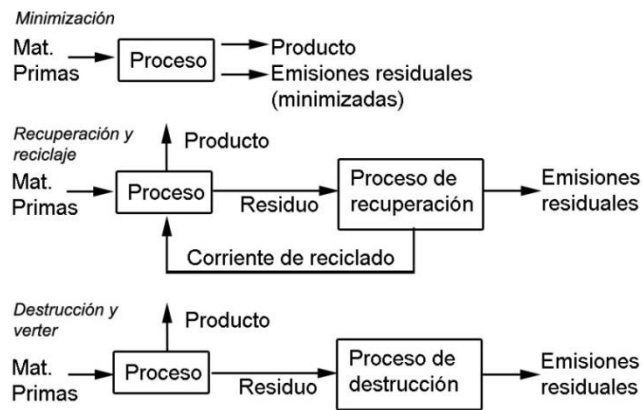 Minimización
Mat.
Primas
Proceso
Producto
Emisiones residuales
(minimizadas)
Recuperación y
reciclaje
Producto
Mat.
Primas
Proceso
Residuo
Proceso de
recuperación
Emisiones
residuales
Corriente de reciclado
Destrucción y
verter
Producto
Mat.
Primas
Proceso
Residuo
Proceso de
destrucción
Emisiones
residuales